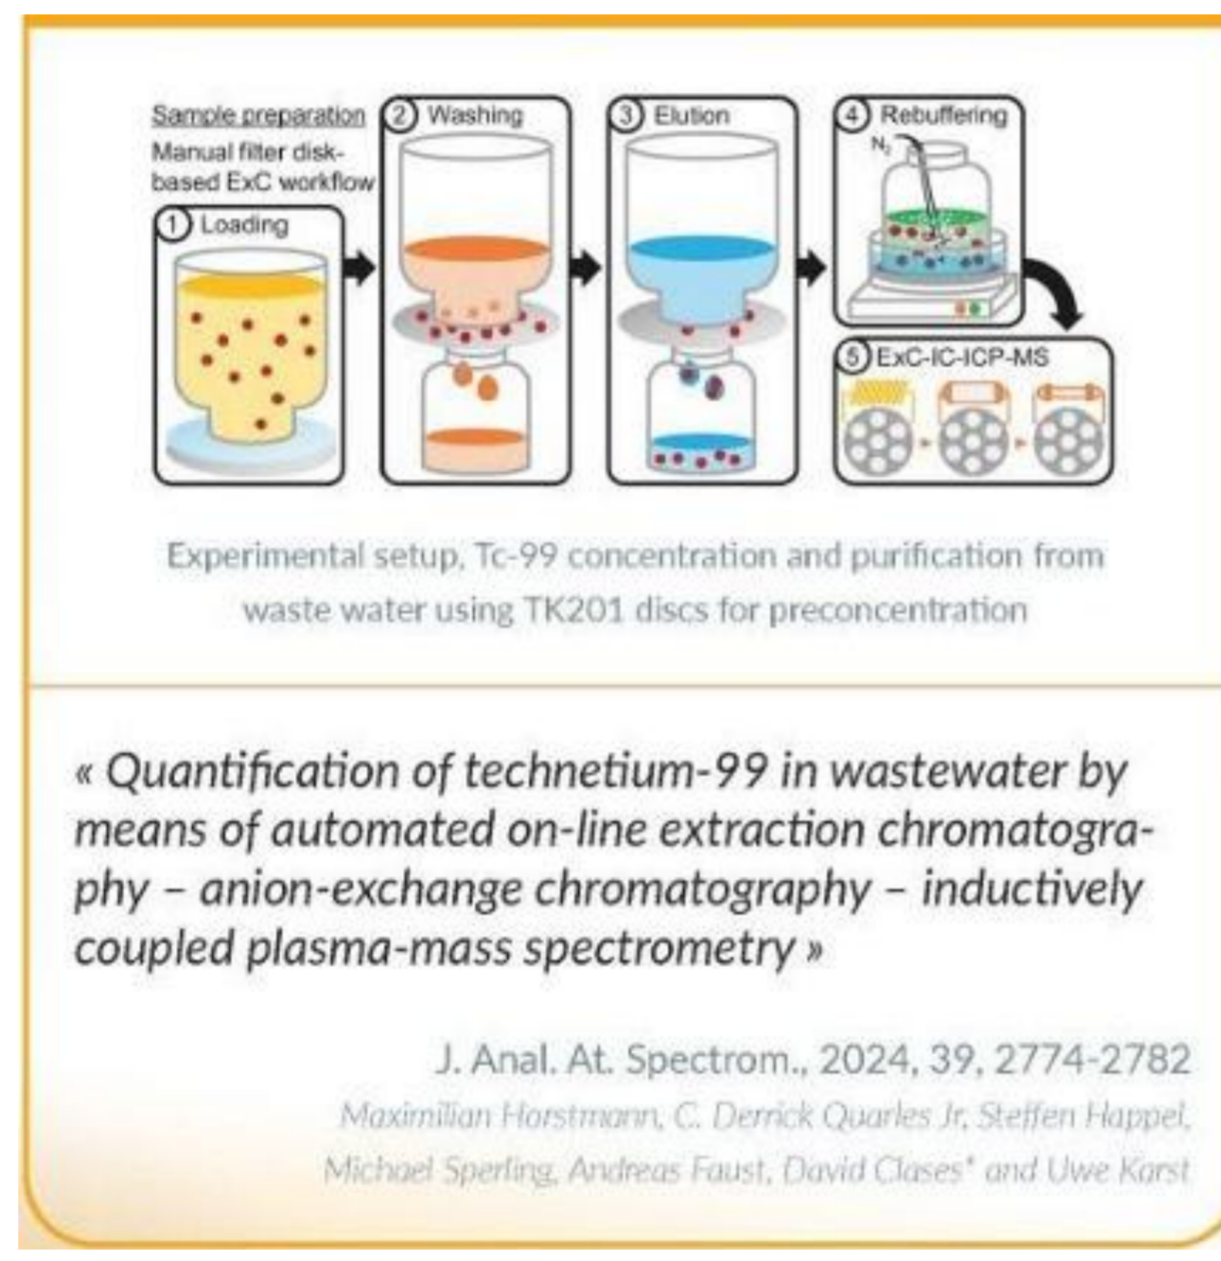 Sample preparation
Manual filter disk-
based ExC workflow
1 Loading
2 Washing
3 Elution
4 Rebuffering
N2
5 ExC-IC-ICP-MS
Experimental setup, Tc-99 concentration and purification from
waste water using TK201 discs for preconcentration
« Quantification of technetium-99 in wastewater by
means of automated on-line extraction chromatogra-
phy – anion-exchange chromatography – inductively
coupled plasma-mass spectrometry »
J. Anal. At. Spectrom., 2024, 39, 2774-2782
Maximilian Horstmann, C. Derrick Quarles Jr, Steffen Happel,
Michael Sperling, Andreas Faust, David Clases* and Uwe Karst